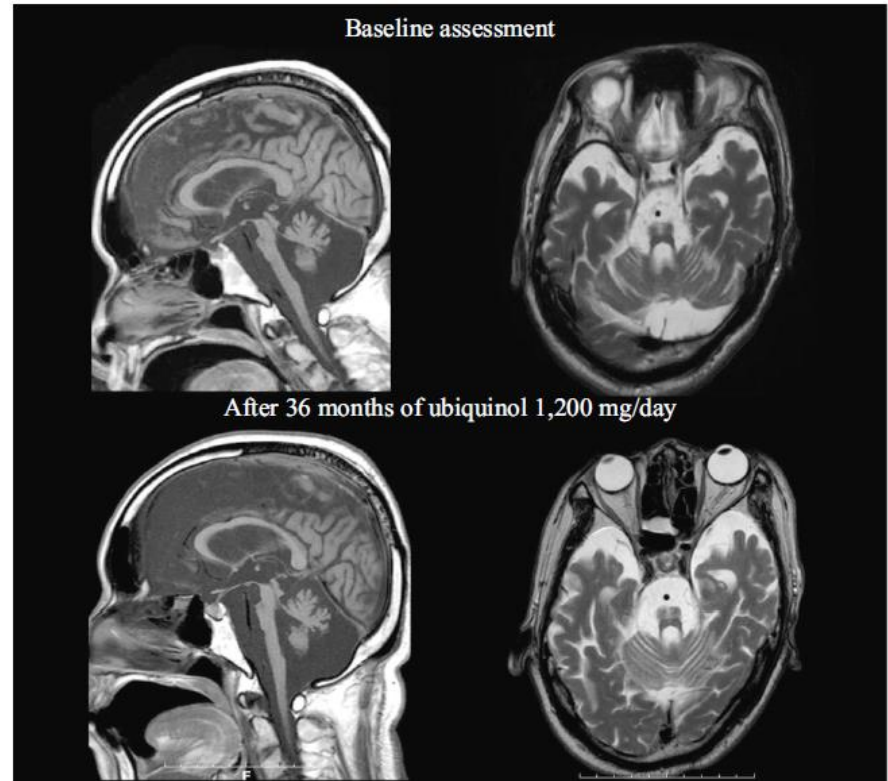 Baseline assessment
After 36 months of ubiquinol 1,200 mg/day
F